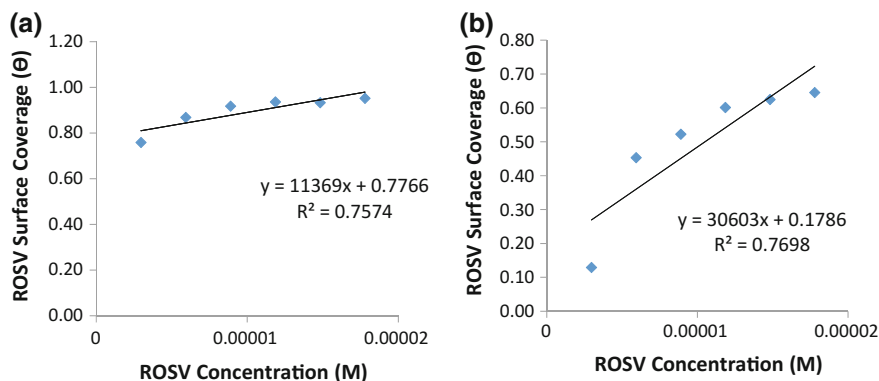 (a)
ROSV Surface Coverage (Θ)
1.20
1.00
0.80
0.60
0.40
0.20
0.00
y = 11369x + 0.7766
R² = 0.7574
0
0.00001
0.00002
ROSV Concentration (M)
(b)
ROSV Surface Coverage (Θ)
0.80
0.70
0.60
0.50
0.40
0.30
0.20
0.10
0.00
y = 30603x + 0.1786
R² = 0.7698
0
0.00001
0.00002
ROSV Concentration (M)